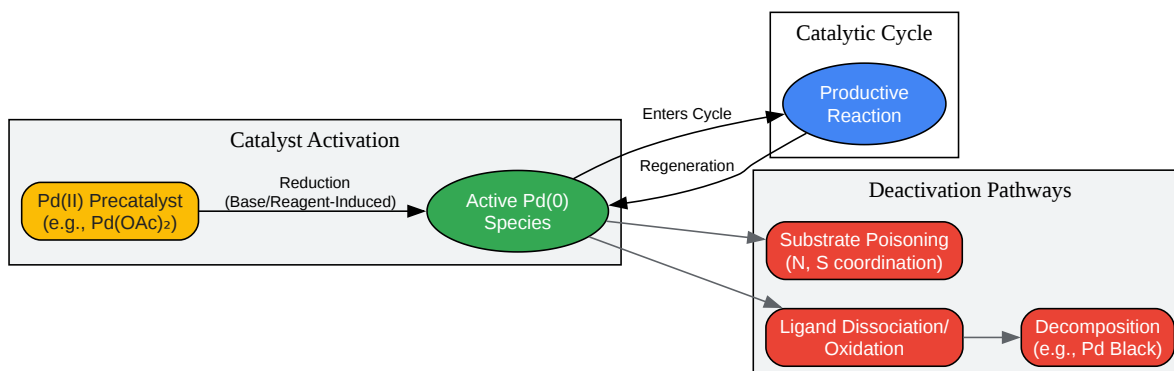 Catalytic Cycle
Productive
Reaction
Enters Cycle
Regeneration
Catalyst Activation
Pd(II) Precatalyst
(e.g., Pd(OAc)₂)
Reduction
(Base/Reagent-Induced)
Active Pd(0)
Species
Deactivation Pathways
Substrate Poisoning
(N, S coordination)
Ligand Dissociation/
Oxidation
Decomposition
(e.g., Pd Black)